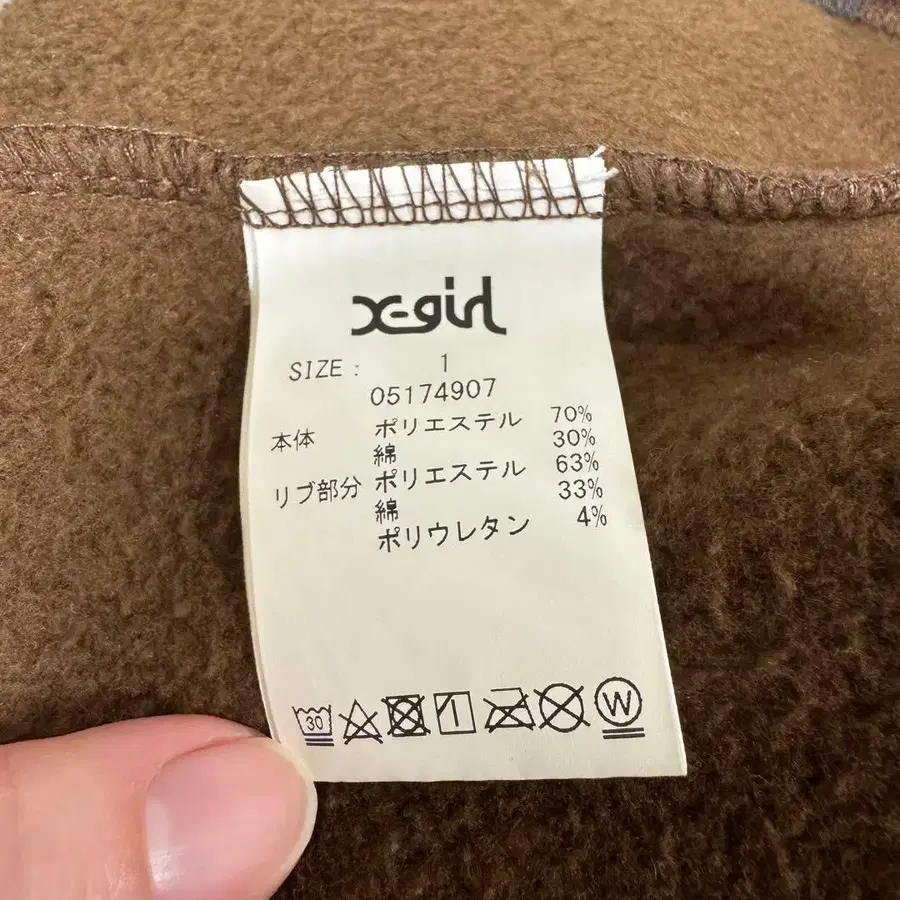 X-girl
SIZE : 1
05174907
本体 ポリエステル 70%
綿 30%
リブ部分 ポリエステル 63%
綿 33%
ポリウレタン 4%
30 W